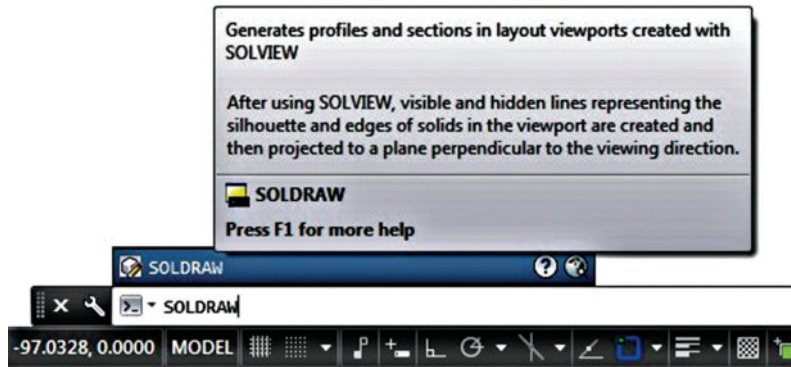 Generates profiles and sections in layout viewports created with
SOLVIEW
After using SOLVIEW, visible and hidden lines representing the
silhouette and edges of solids in the viewport are created and
then projected to a plane perpendicular to the viewing direction.
SOLDRAW
Press F1 for more help
SOLDRAW
SOLDRAW
-97.0328, 0.0000 MODEL